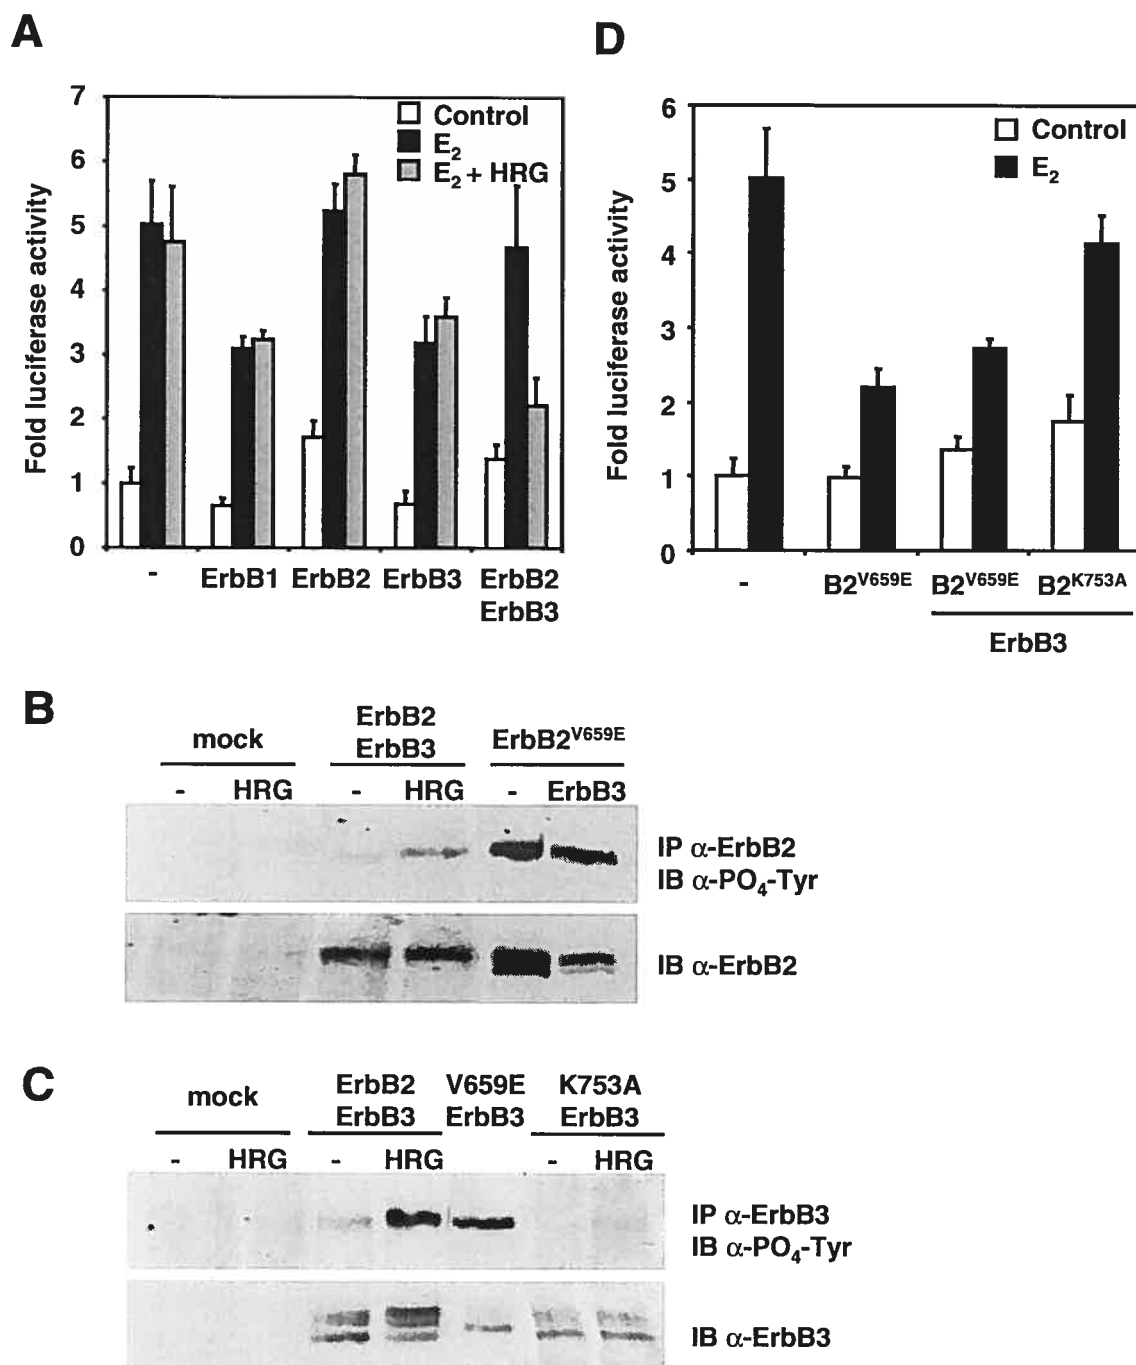 A
7
6
5
4
3
2
1
0
Fold luciferase activity
Control
E2
E2 + HRG
- ErbB1 ErbB2 ErbB3 ErbB2
ErbB3
D
6
5
4
3
2
1
0
Fold luciferase activity
Control
E2
- B2V659E B2V659E B2K753A
ErbB3
B
mock ErbB2 ErbB2V659E
ErbB3
- HRG - HRG - ErbB3
IP α-ErbB2
IB α-PO4-Tyr
IB α-ErbB2
C
mock ErbB2 V659E K753A
ErbB3 ErbB3 ErbB3
- HRG - HRG - HRG
IP α-ErbB3
IB α-PO4-Tyr
IB α-ErbB3